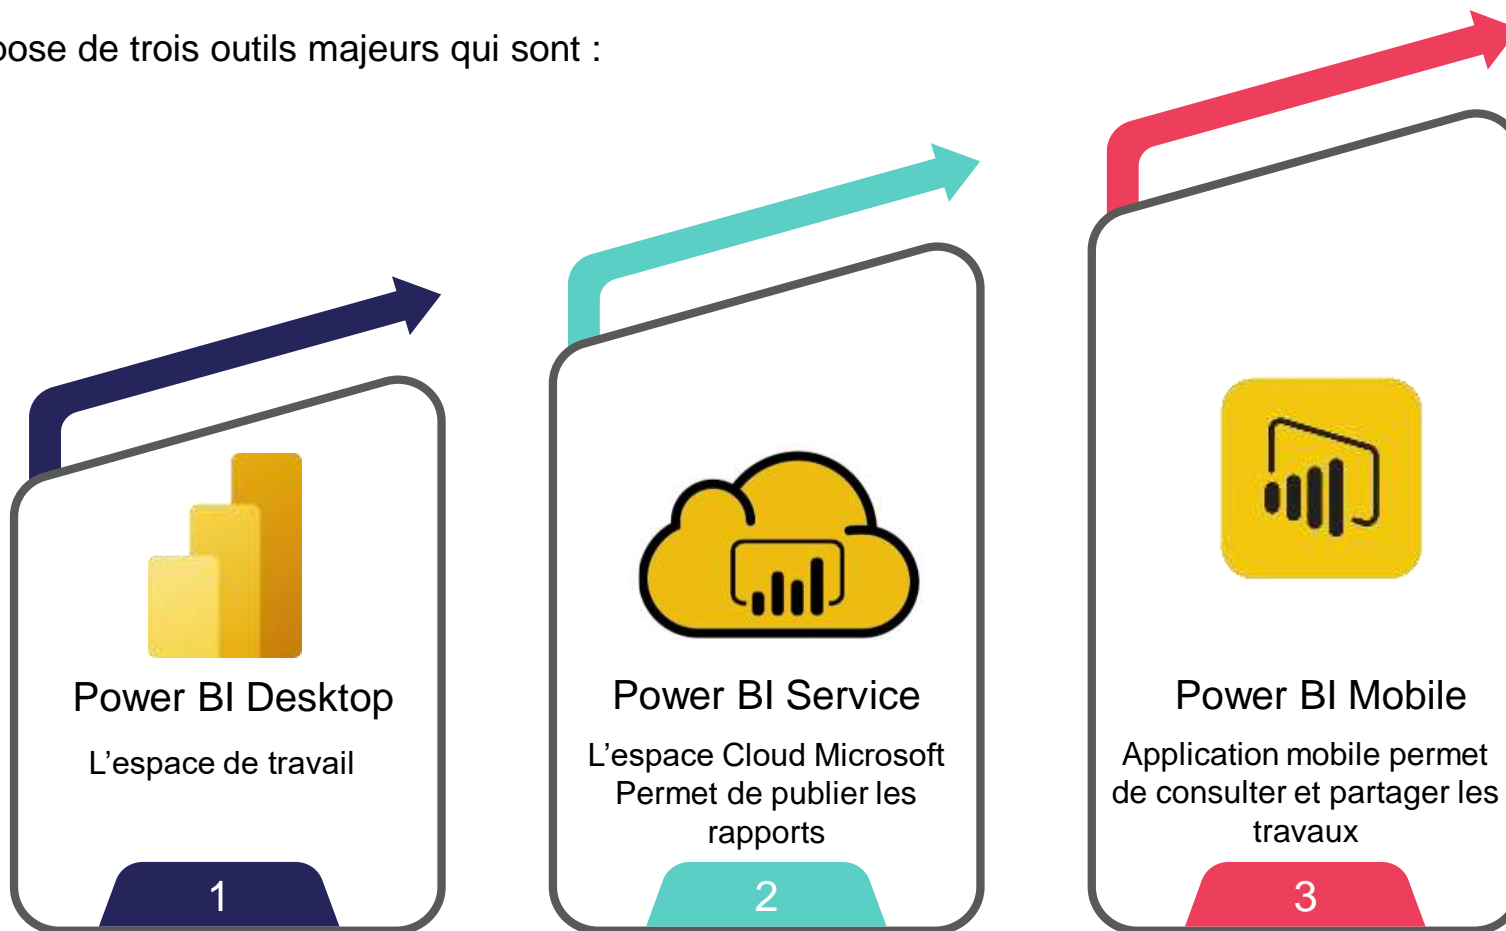 de trois outils majeurs qui sont :
Power BI Desktop
L’espace de travail
1
Power BI Service
L’espace Cloud Microsoft
Permet de publier les
rapports
2
Power BI Mobile
Application mobile permet
de consulter et partager les
travaux
3